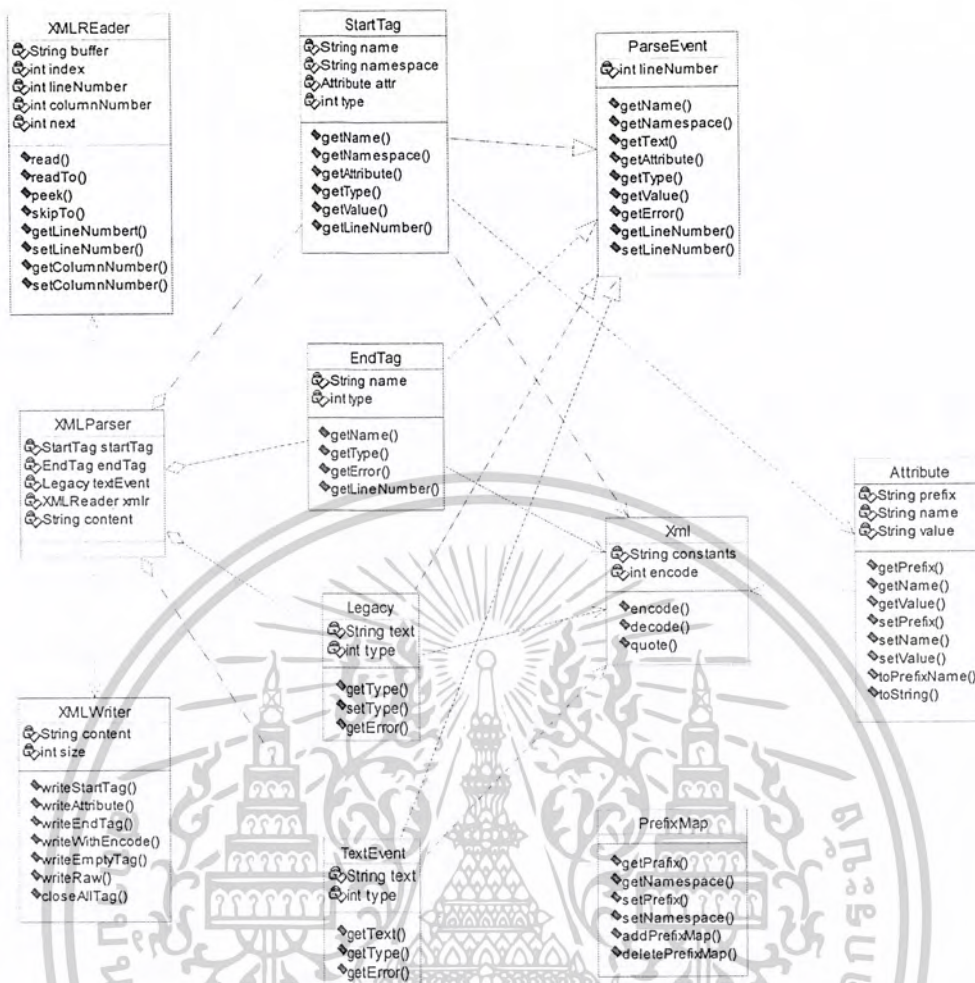 XMLREader
String buffer
int index
int lineNumber
int columnNumber
int next
read()
readTo()
peek()
skipTo()
getLineNumbert()
setLineNumber()
getColumnNumber()
setColumnNumber()
StartTag
String name
String namespace
Attribute attr
int type
getName()
getNamespace()
getAttribute()
getType()
getValue()
getLineNumber()
ParseEvent
int lineNumber
getName()
getNamespace()
getText()
getAttribute()
getType()
getValue()
getError()
getLineNumber()
setLineNumber()
EndTag
String name
int type
getName()
getType()
getError()
getLineNumber()
XMLParser
StartTag startTag
EndTag endTag
Legacy textEvent
XMLReader xmlr
String content
Attribute
String prefix
String name
String value
getPrefix()
getName()
getValue()
setPrefix()
setName()
setValue()
toPrefixName()
toString()
Xml
String constants
int encode
encode()
decode()
quote()
Legacy
String text
int type
getType()
setType()
getError()
XMLWriter
String content
int size
writeStartTag()
writeAttribute()
writeEndTag()
writeWithEncode()
writeEmptyTag()
writeRaw()
closeAllTag()
TextEvent
String text
int type
getText()
getType()
getError()
PrefixMap
getPrafix()
getNamespace()
setPrefix()
setNamespace()
addPrefixMap()
deletePrefixMap()